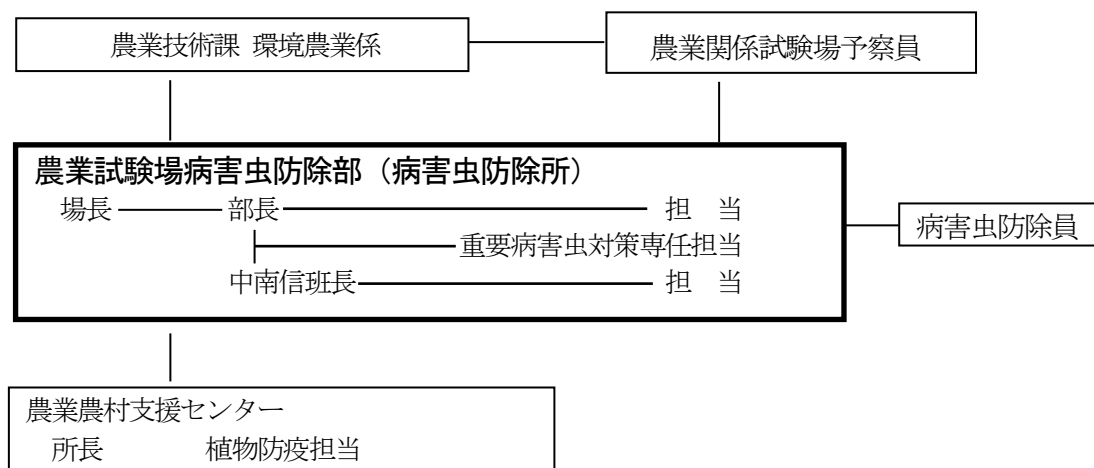 農業技術課 環境農業係
農業関係試験場予察員
農業試験場病害虫防除部（病害虫防除所）
場長 部長 担 当
重要病害虫対策専任担当
病害虫防除員
中南信班長 担 当
農業農村支援センター
所長 植物防疫担当